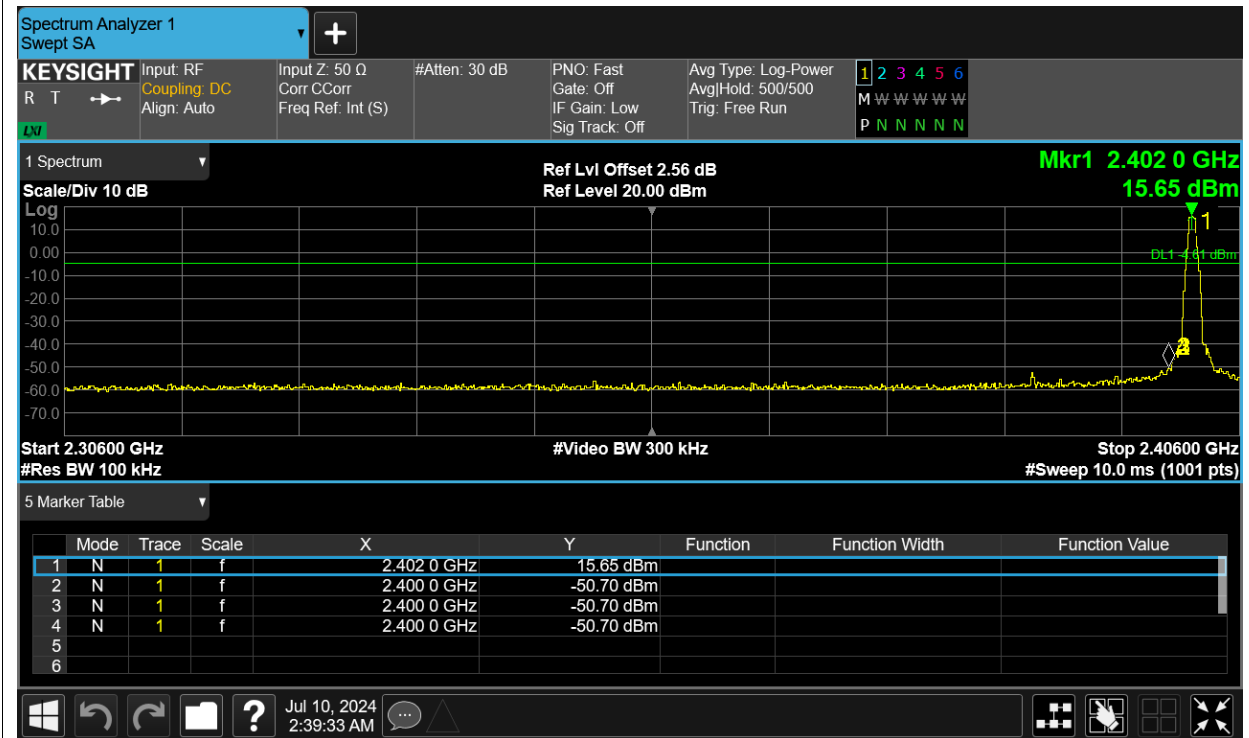 Spectrum Analyzer 1
Swept SA
KEYSIGHT
R T
LXI
Input: RF
Coupling: DC
Align: Auto
Input Z: 50 Ω
Corr CCorr
Freq Ref: Int (S)
#Atten: 30 dB
PNO: Fast
Gate: Off
IF Gain: Low
Sig Track: Off
Avg Type: Log-Power
Avg|Hold: 500/500
Trig: Free Run
1 2 3 4 5 6
M W W W W W
P N N N N N
1 Spectrum
Scale/Div 10 dB
Ref Lvl Offset 2.56 dB
Ref Level 20.00 dBm
Mkr1 2.402 0 GHz
15.65 dBm
Log
10.0
0.00
-10.0
-20.0
-30.0
-40.0
-50.0
-60.0
-70.0
1
DL1 -4.61 dBm
Start 2.30600 GHz
#Video BW 300 kHz
Stop 2.40600 GHz
#Res BW 100 kHz
#Sweep 10.0 ms (1001 pts)
5 Marker Table
Mode Trace Scale X Y Function Function Width Function Value
1 N 1 f 2.402 0 GHz 15.65 dBm
2 N 1 f 2.400 0 GHz -50.70 dBm
3 N 1 f 2.400 0 GHz -50.70 dBm
4 N 1 f 2.400 0 GHz -50.70 dBm
5
6
?
Jul 10, 2024
2:39:33 AM